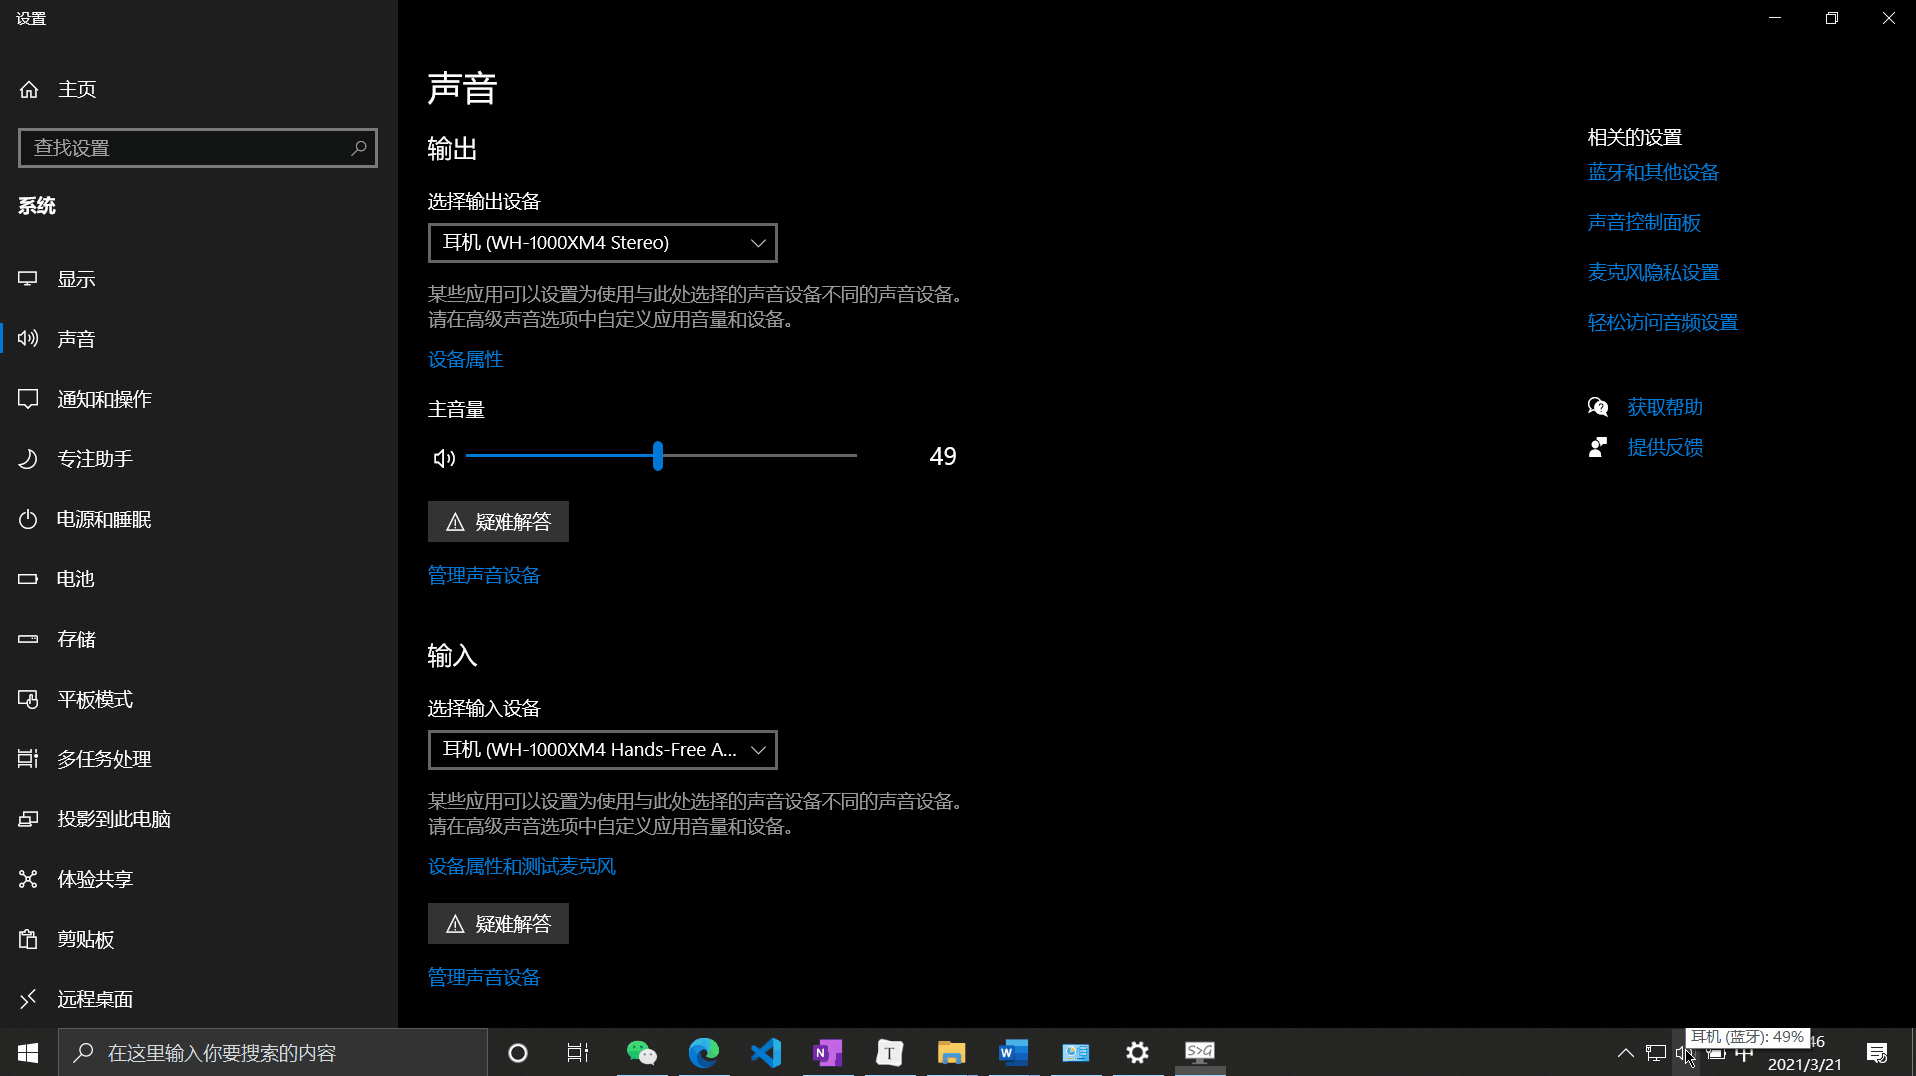 设置
主页
查找设置
系统
显示
声音
通知和操作
专注助手
电源和睡眠
电池
存储
平板模式
多任务处理
投影到此电脑
体验共享
剪贴板
远程桌面
声音
输出
选择输出设备
耳机 (WH-1000XM4 Stereo)
某些应用可以设置为使用与此处选择的声音设备不同的声音设备。
请在高级声音选项中自定义应用音量和设备。
设备属性
主音量
49
疑难解答
管理声音设备
输入
选择输入设备
耳机 (WH-1000XM4 Hands-Free A...
某些应用可以设置为使用与此处选择的声音设备不同的声音设备。
请在高级声音选项中自定义应用音量和设备。
设备属性和测试麦克风
疑难解答
管理声音设备
相关的设置
蓝牙和其他设备
声音控制面板
麦克风隐私设置
轻松访问音频设置
获取帮助
提供反馈
在这里输入你要搜索的内容
N
T
W
S>G
耳机 (蓝牙): 49%
中
46
2021/3/21